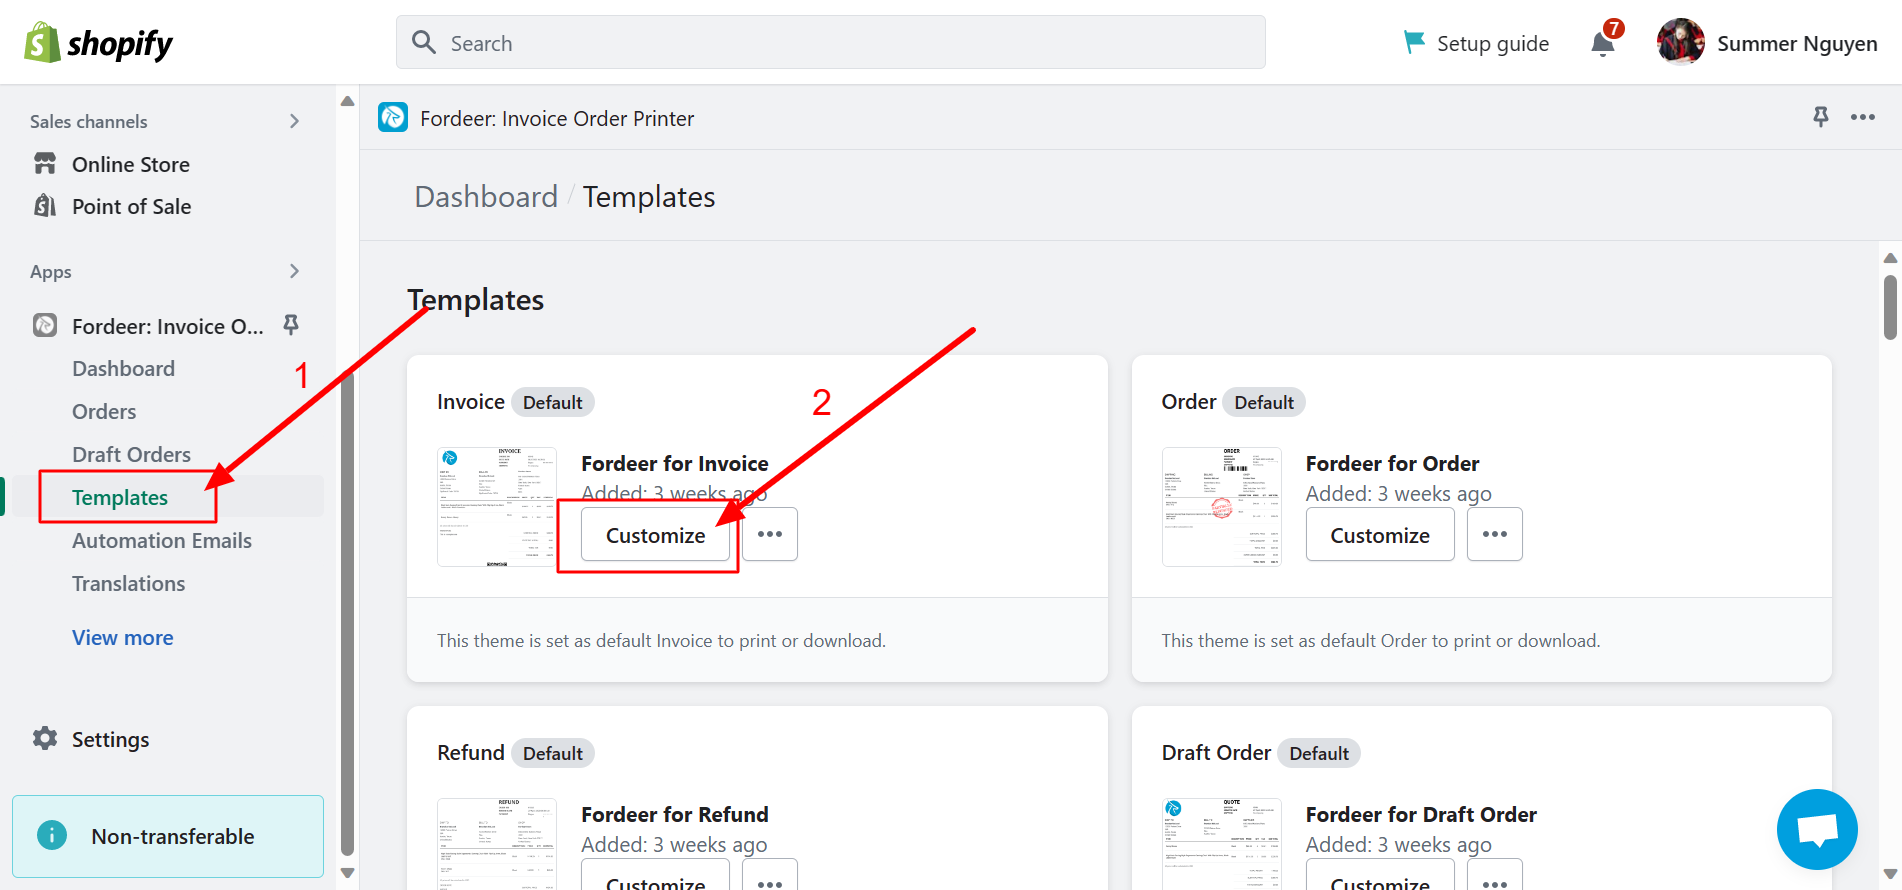 shopify
Search
Setup guide
7
Summer Nguyen
Sales channels
Online Store
Point of Sale
Apps
Fordeer: Invoice O...
Dashboard
Orders
Draft Orders
Templates
Automation Emails
Translations
View more
Settings
Non-transferable
1
Fordeer: Invoice Order Printer
Dashboard / Templates
Templates
2
Invoice Default
INVOICE
Fordeer for Invoice
Added: 3 weeks ago
Customize
This theme is set as default Invoice to print or download.
Order Default
ORDER
Fordeer for Order
Added: 3 weeks ago
Customize
This theme is set as default Order to print or download.
Refund Default
REFUND
Fordeer for Refund
Added: 3 weeks ago
Customize
Draft Order Default
QUOTE
Fordeer for Draft Order
Added: 3 weeks ago
Customize